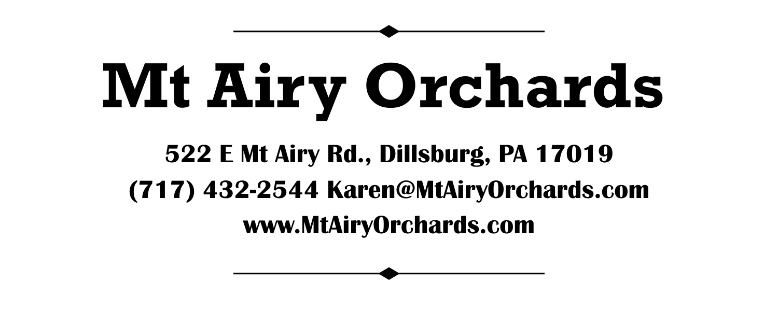 Mt Airy Orchards
522 E Mt Airy Rd., Dillsburg, PA 17019
(717) 432-2544 Karen@MtAiryOrchards.com
www.MtAiryOrchards.com